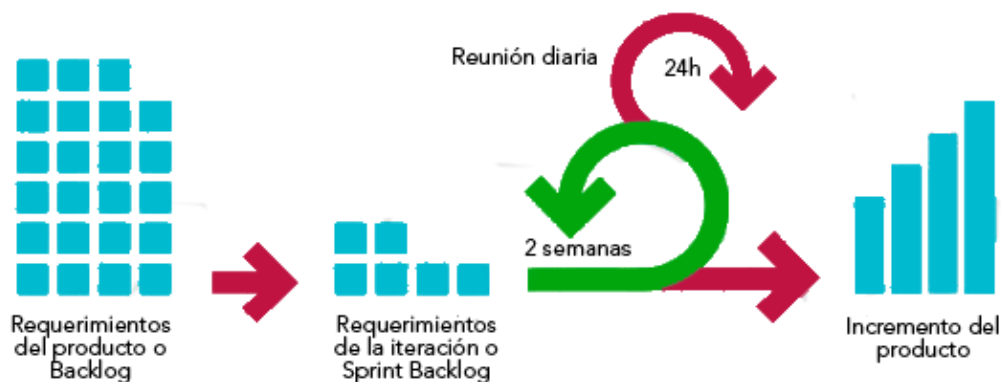 Reunión diaria
24h
2 semanas
Requerimientos
del producto o
Backlog
Requerimientos
de la iteración o
Sprint Backlog
Incremento del
producto